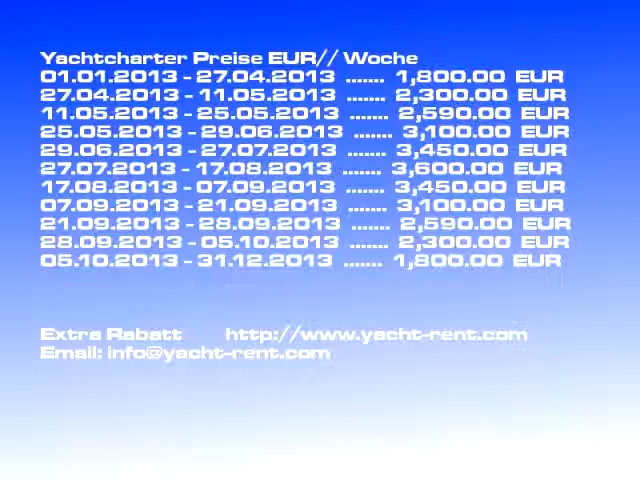 Yachtcharter Preise EUR// Woche
01.01.2013 - 27.04.2013 ....... 1,800.00 EUR
27.04.2013 - 11.05.2013 ....... 2,300.00 EUR
11.05.2013 - 25.05.2013 ....... 2,590.00 EUR
25.05.2013 - 29.06.2013 ....... 3,100.00 EUR
29.06.2013 - 27.07.2013 ....... 3,450.00 EUR
27.07.2013 - 17.08.2013 ....... 3,600.00 EUR
17.08.2013 - 07.09.2013 ....... 3,450.00 EUR
07.09.2013 - 21.09.2013 ....... 3,100.00 EUR
21.09.2013 - 28.09.2013 ....... 2,590.00 EUR
28.09.2013 - 05.10.2013 ....... 2,300.00 EUR
05.10.2013 - 31.12.2013 ....... 1,800.00 EUR
Extra Rabatt http://www.yacht-rent.com
Email: info@yacht-rent.com